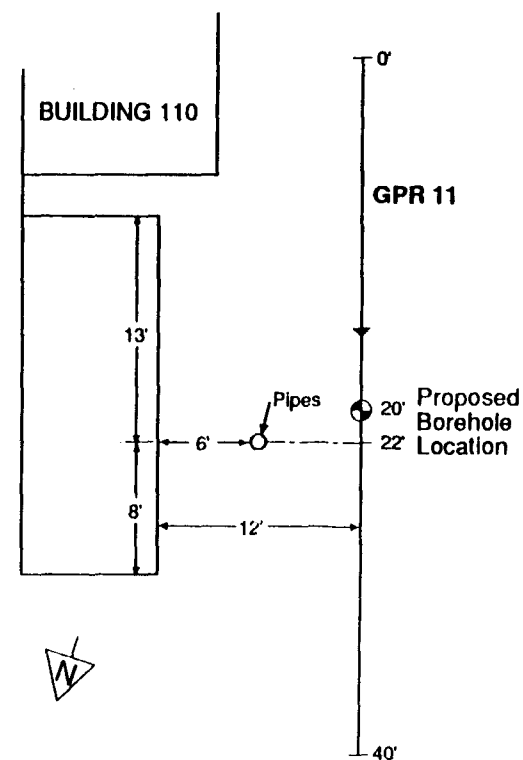 0'
BUILDING 110
GPR 11
13'
Pipes
20' Proposed
Borehole
6'
22' Location
8'
12'
N
40'